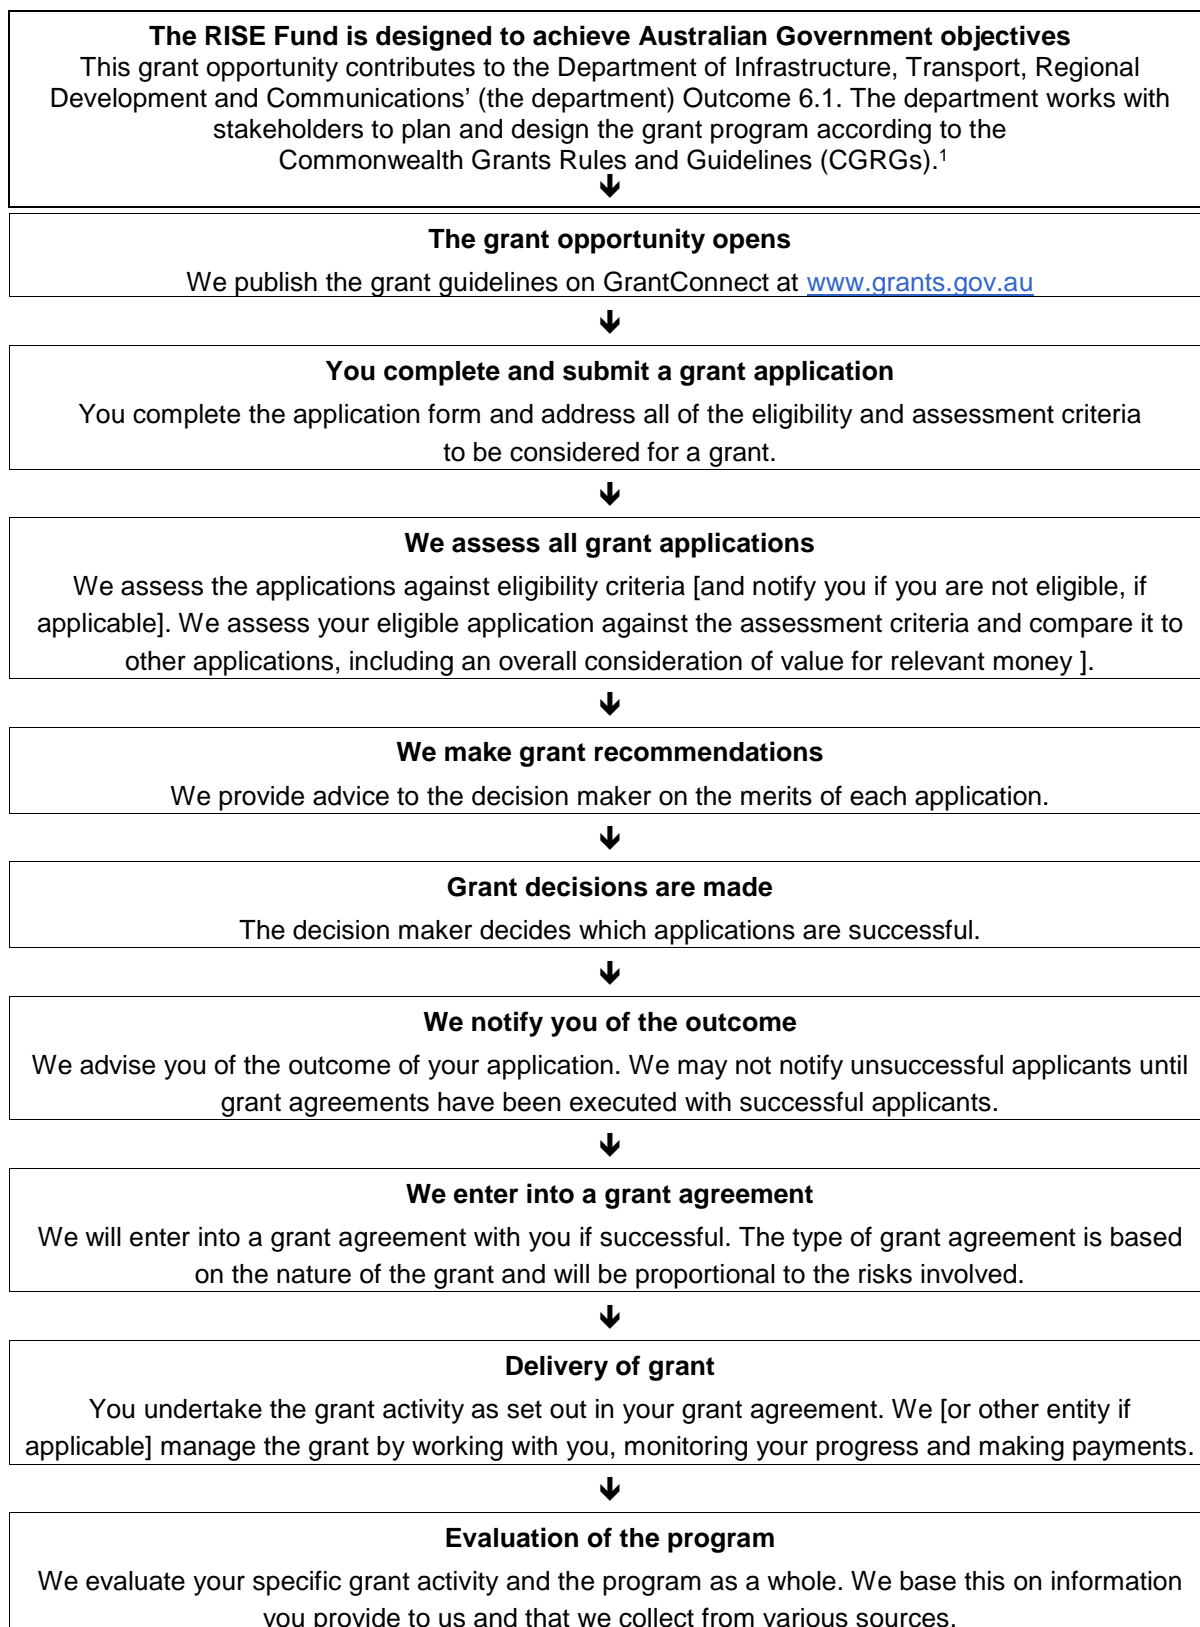 The RISE Fund is designed to achieve Australian Government objectives
This grant opportunity contributes to the Department of Infrastructure, Transport, Regional
Development and Communications’ (the department) Outcome 6.1. The department works with
stakeholders to plan and design the grant program according to the
Commonwealth Grants Rules and Guidelines (CGRGs).¹
🡻
The grant opportunity opens
We publish the grant guidelines on GrantConnect at www.grants.gov.au
🡻
You complete and submit a grant application
You complete the application form and address all of the eligibility and assessment criteria
to be considered for a grant.
🡻
We assess all grant applications
We assess the applications against eligibility criteria [and notify you if you are not eligible, if
applicable]. We assess your eligible application against the assessment criteria and compare it to
other applications, including an overall consideration of value for relevant money ].
🡻
We make grant recommendations
We provide advice to the decision maker on the merits of each application.
🡻
Grant decisions are made
The decision maker decides which applications are successful.
🡻
We notify you of the outcome
We advise you of the outcome of your application. We may not notify unsuccessful applicants until
grant agreements have been executed with successful applicants.
🡻
We enter into a grant agreement
We will enter into a grant agreement with you if successful. The type of grant agreement is based
on the nature of the grant and will be proportional to the risks involved.
🡻
Delivery of grant
You undertake the grant activity as set out in your grant agreement. We [or other entity if
applicable] manage the grant by working with you, monitoring your progress and making payments.
🡻
Evaluation of the program
We evaluate your specific grant activity and the program as a whole. We base this on information
you provide to us and that we collect from various sources.